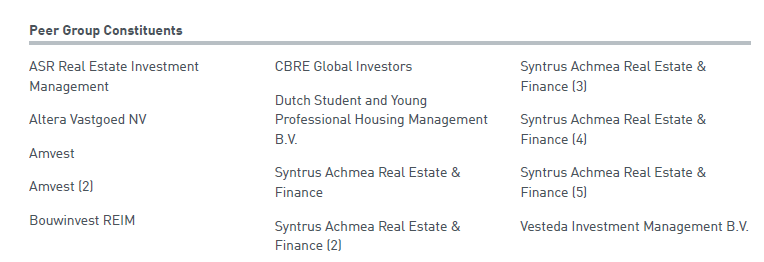 Peer Group Constituents
ASR Real Estate Investment
Management
Altera Vastgoed NV
Amvest
Amvest (2)
Bouwinvest REIM
CBRE Global Investors
Dutch Student and Young
Professional Housing Management
B.V.
Syntrus Achmea Real Estate &
Finance
Syntrus Achmea Real Estate &
Finance (2)
Syntrus Achmea Real Estate &
Finance (3)
Syntrus Achmea Real Estate &
Finance (4)
Syntrus Achmea Real Estate &
Finance (5)
Vesteda Investment Management B.V.